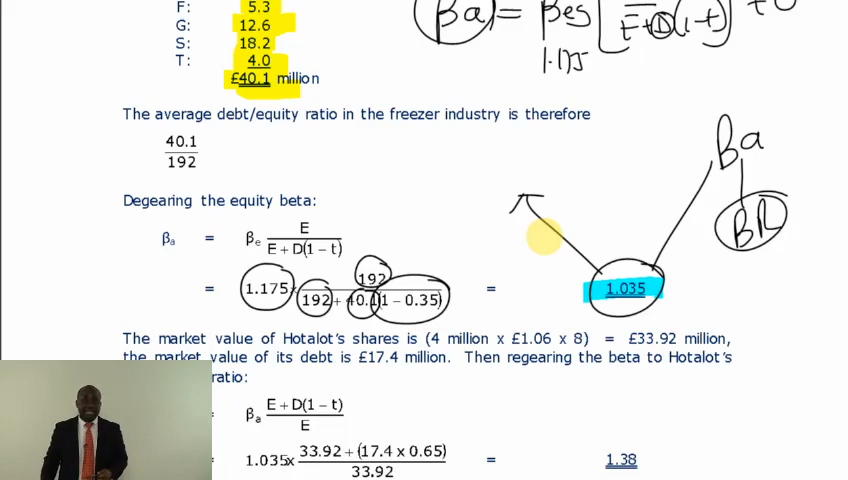 F: 5.3
G: 12.6
S: 18.2
T: 4.0
£40.1 million
βa = βeg [ E+D(1-t) ] + 0
1.175
The average debt/equity ratio in the freezer industry is therefore
40.1
192
βa
βR
Degearing the equity beta:
βa = βe E
E + D(1 – t)
= 1.175× 192
192 + 40.1(1 – 0.35) = 1.035
The market value of Hotalot's shares is (4 million x £1.06 x 8) = £33.92 million,
the market value of its debt is £17.4 million. Then regearing the beta to Hotalot's
ratio:
= βa E + D(1 – t)
E
= 1.035x 33.92 + (17.4 x 0.65)
33.92 = 1.38